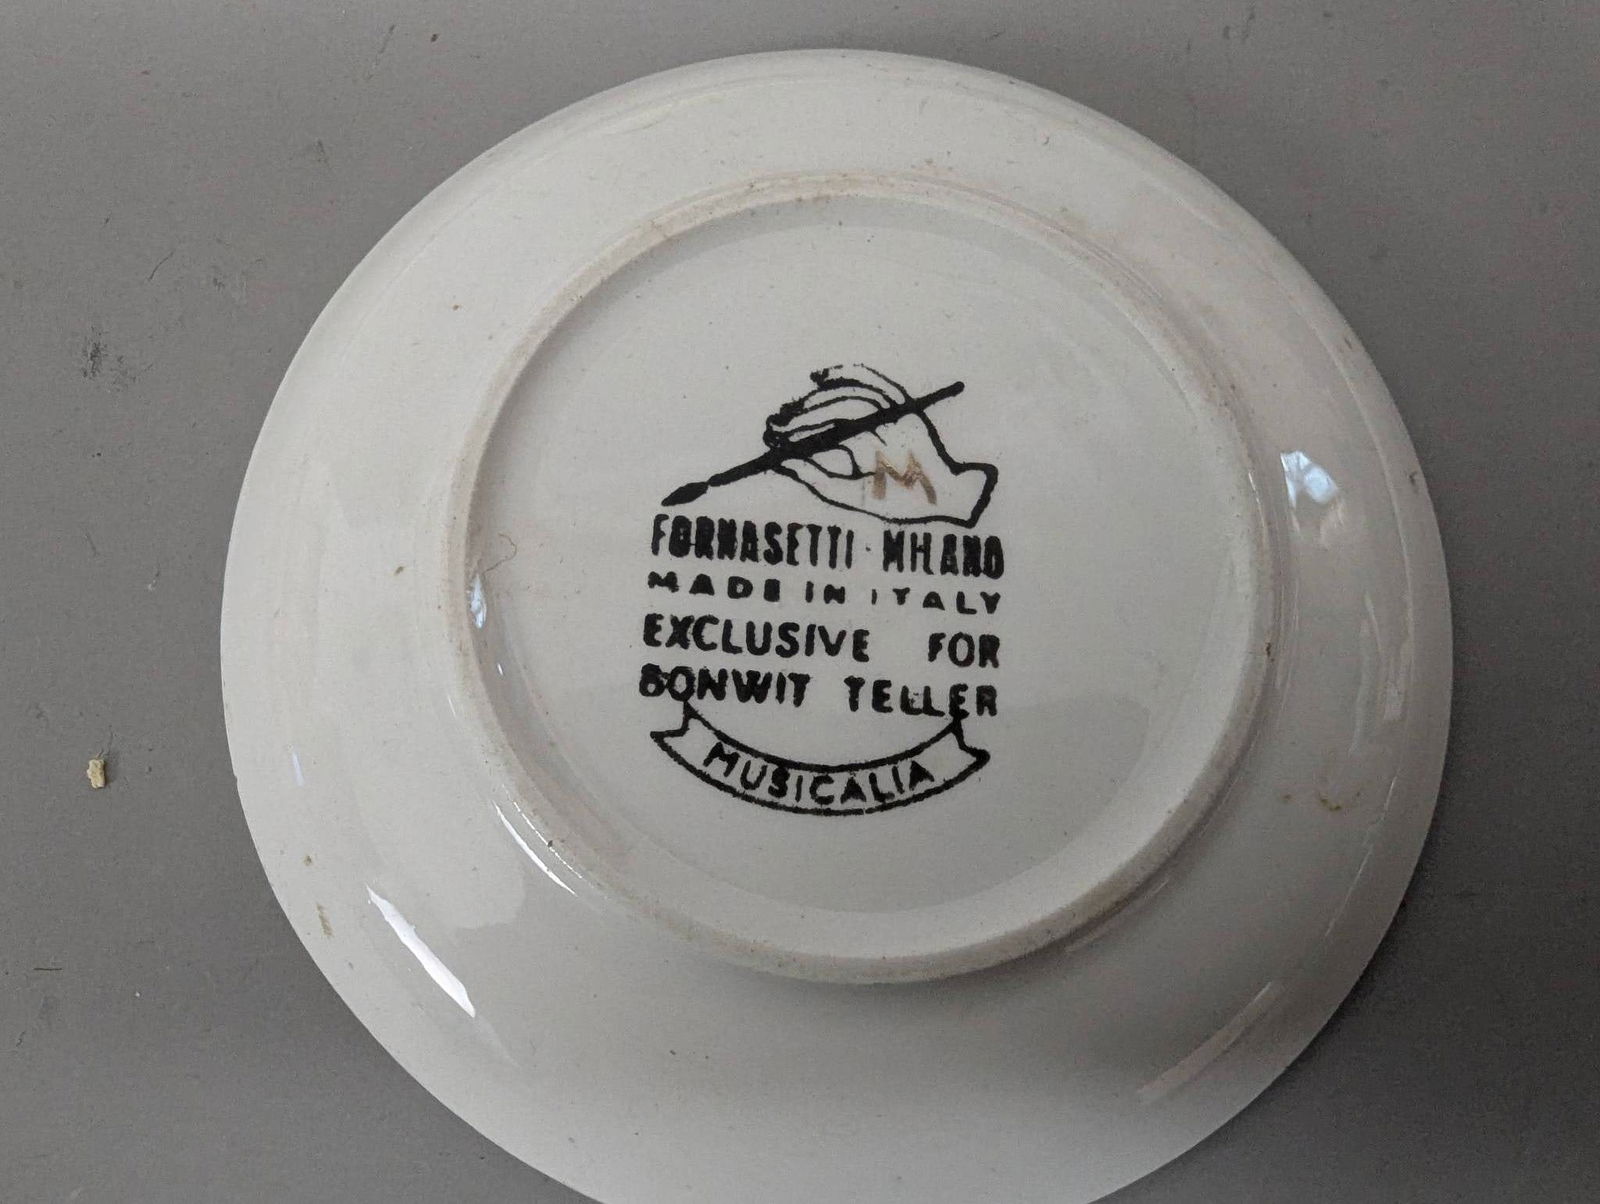 M
FORNASETTI · MILANO
MADE IN ITALY
EXCLUSIVE FOR
BONWIT TELLER
MUSICALIA